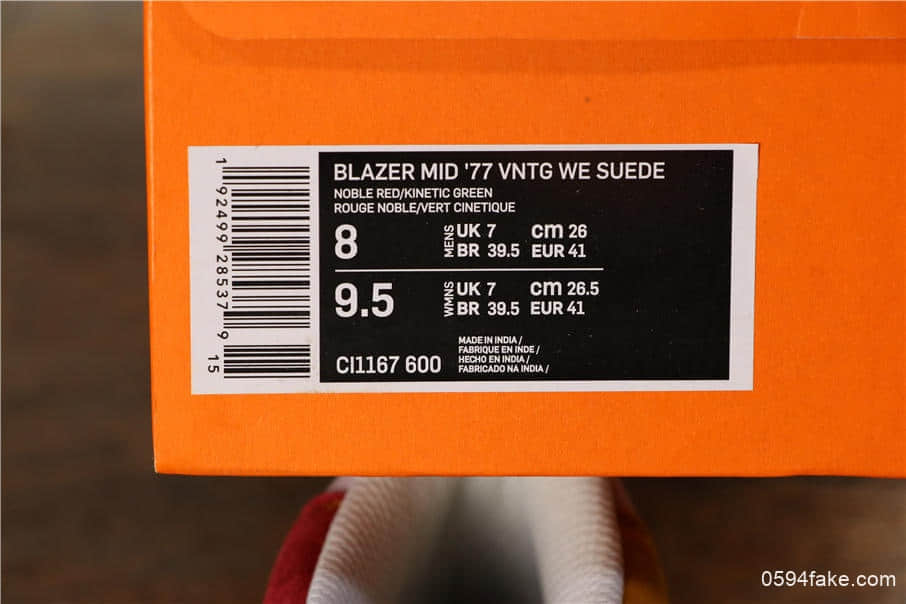 1 92499 28537 9 15
BLAZER MID '77 VNTG WE SUEDE
NOBLE RED/KINETIC GREEN
ROUGE NOBLE/VERT CINETIQUE
8 MENS UK 7 cm 26
BR 39.5 EUR 41
9.5 WMNS UK 7 cm 26.5
BR 39.5 EUR 41
CI1167 600
MADE IN INDIA /
FABRIQUE EN INDE /
HECHO EN INDIA /
FABRICADO NA INDIA /
0594fake.com